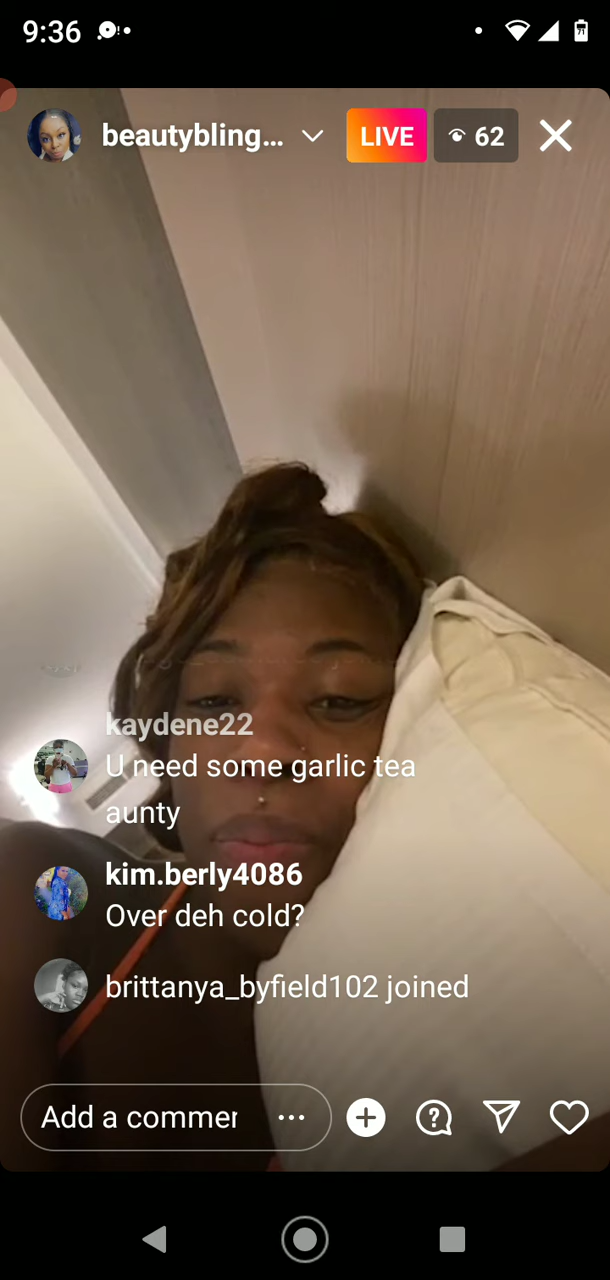 9:36
beautybling...
LIVE
62
kaydene22
U need some garlic tea
aunty
kim.berly4086
Over deh cold?
brittanya_byfield102 joined
Add a commer